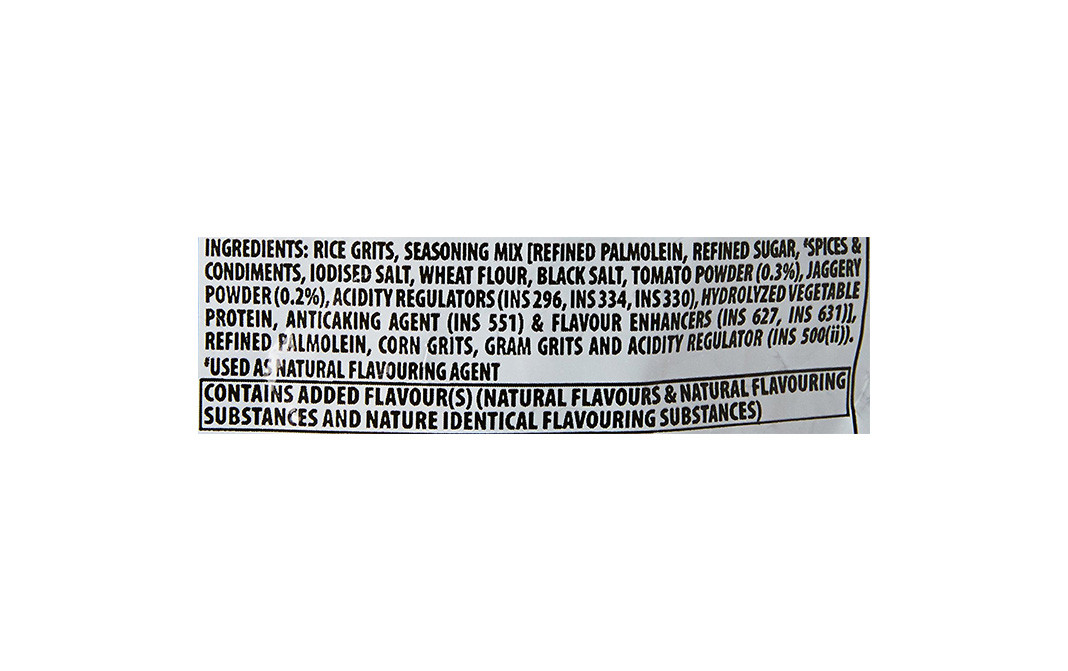 INGREDIENTS: RICE GRITS, SEASONING MIX [REFINED PALMOLEIN, REFINED SUGAR, #SPICES &
CONDIMENTS, IODISED SALT, WHEAT FLOUR, BLACK SALT, TOMATO POWDER (0.3%), JAGGERY
POWDER (0.2%), ACIDITY REGULATORS (INS 296, INS 334, INS 330), HYDROLYZED VEGETABLE
PROTEIN, ANTICAKING AGENT (INS 551) & FLAVOUR ENHANCERS (INS 627, INS 631)],
REFINED PALMOLEIN, CORN GRITS, GRAM GRITS AND ACIDITY REGULATOR (INS 500(ii)).
#USED AS NATURAL FLAVOURING AGENT
CONTAINS ADDED FLAVOUR(S) (NATURAL FLAVOURS & NATURAL FLAVOURING
SUBSTANCES AND NATURE IDENTICAL FLAVOURING SUBSTANCES)